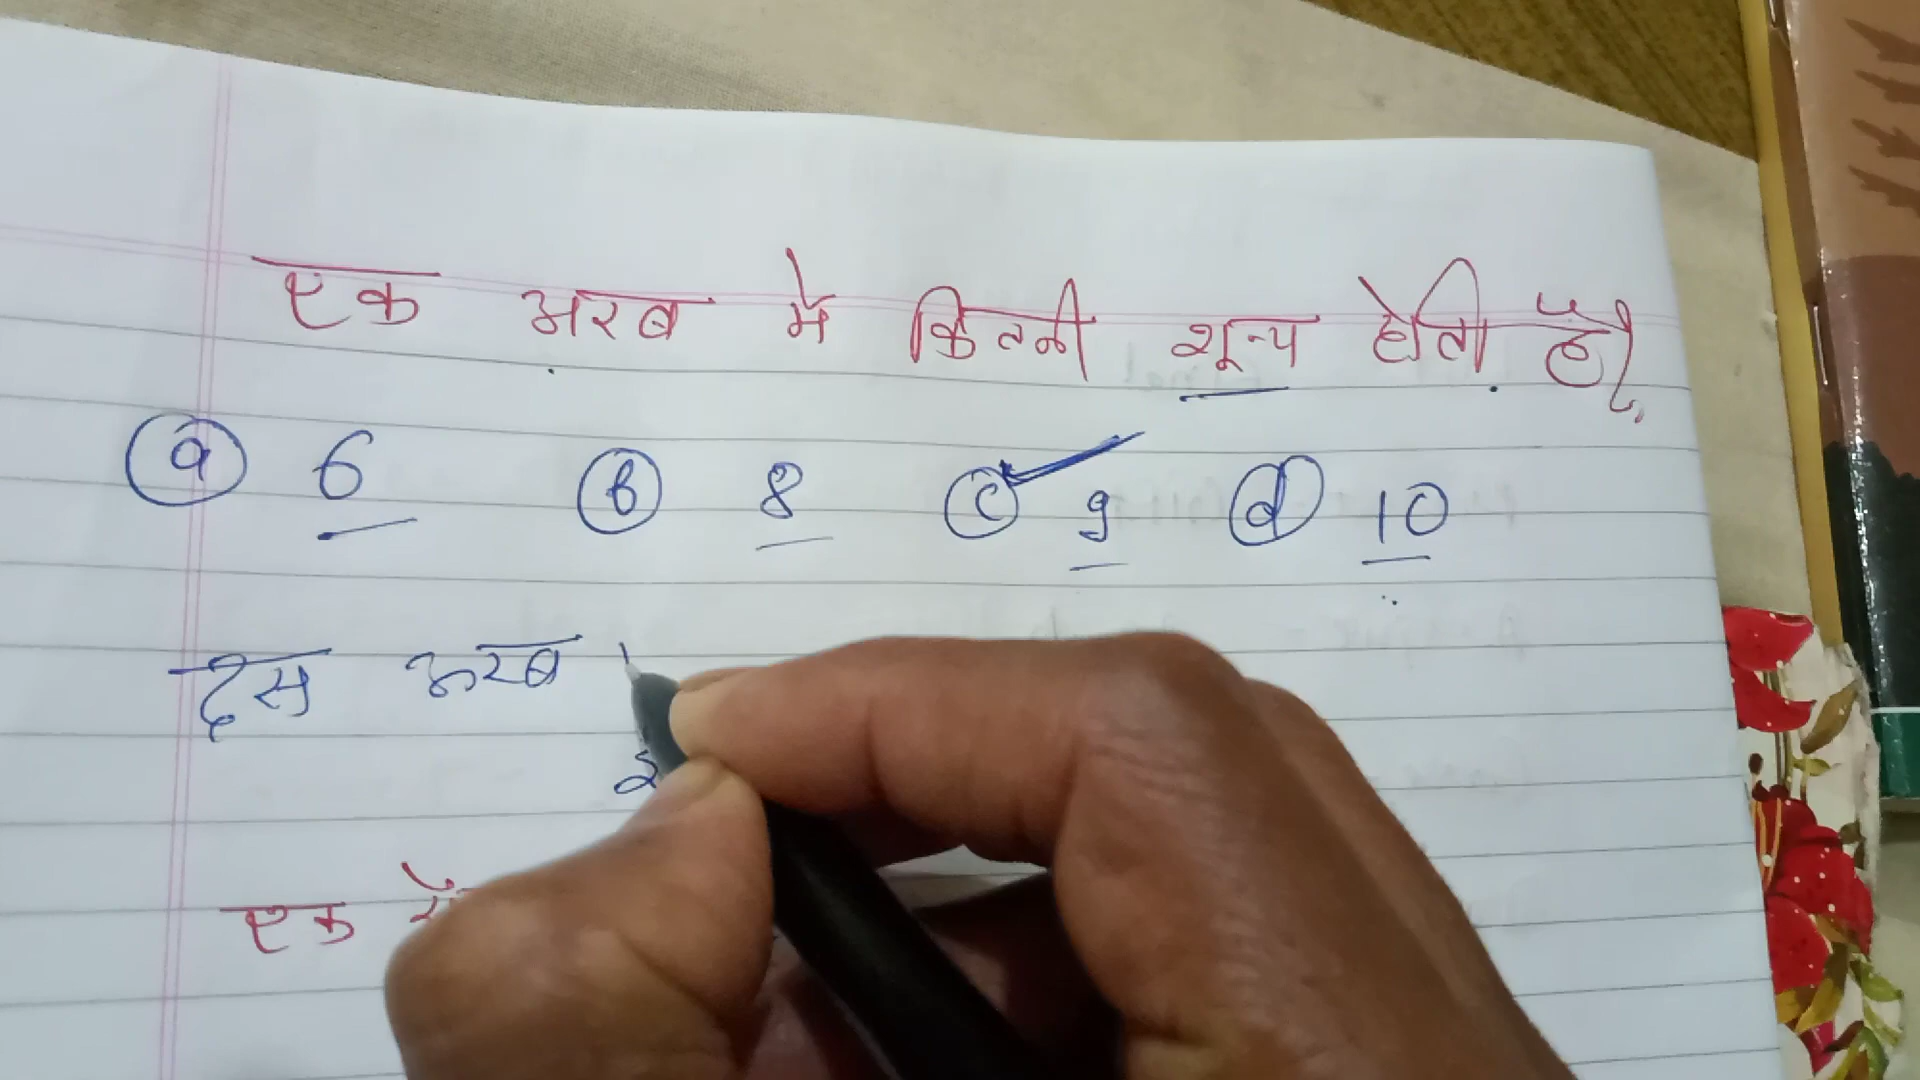 एक अरब में कितनी शून्य होती है।
(a) 6 (b) 8 (c) 9 (d) 10
दस अरब
एक